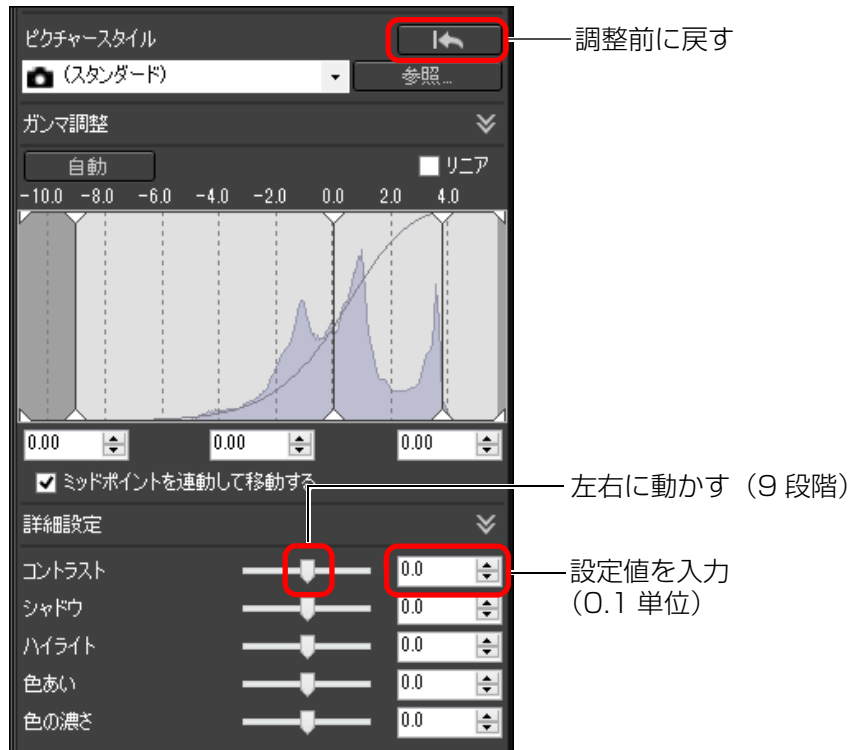 ピクチャースタイル
調整前に戻す
(スタンダード)
参照...
ガンマ調整
自動
リニア
-10.0 -8.0 -6.0 -4.0 -2.0 0.0 2.0 4.0
0.00 0.00 0.00
ミッドポイントを連動して移動する
左右に動かす（9 段階）
詳細設定
コントラスト 0.0
設定値を入力
（0.1 単位）
シャドウ 0.0
ハイライト 0.0
色あい 0.0
色の濃さ 0.0